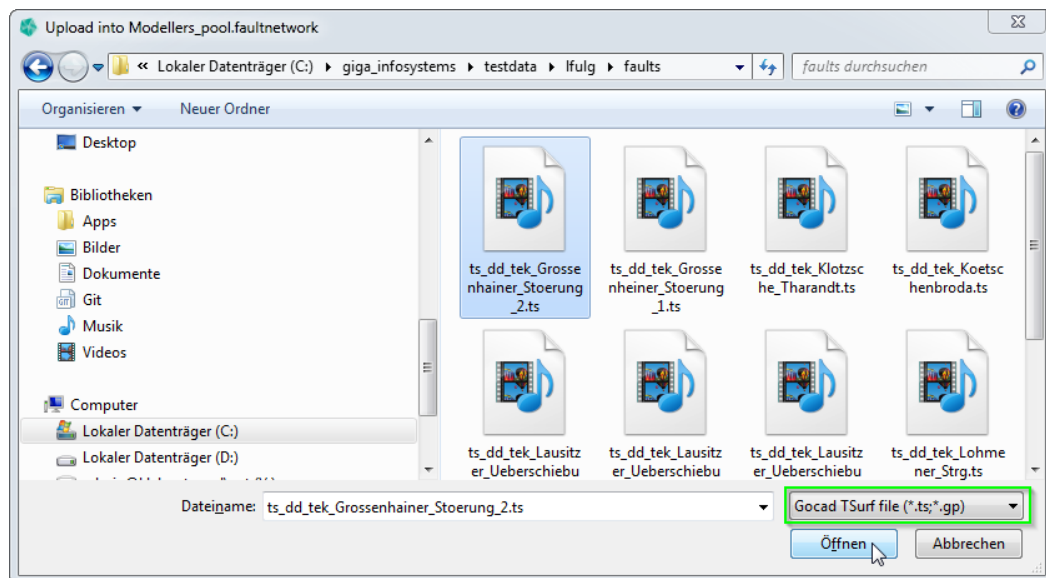 Upload into Modellers_pool.faultnetwork
« Lokaler Datenträger (C:) ▸ giga_infosystems ▸ testdata ▸ lfulg ▸ faults
faults durchsuchen
Organisieren
Neuer Ordner
Desktop
Bibliotheken
Apps
Bilder
Dokumente
Git
Musik
Videos
Computer
Lokaler Datenträger (C:)
Lokaler Datenträger (D:)
ts_dd_tek_Grosse
nhainer_Stoerung
_2.ts
ts_dd_tek_Grosse
nheiner_Stoerung
_1.ts
ts_dd_tek_Klotzsc
he_Tharandt.ts
ts_dd_tek_Koetsc
henbroda.ts
ts_dd_tek_Lausitz
er_Ueberschiebu
ts_dd_tek_Lausitz
er_Ueberschiebu
ts_dd_tek_Lausitz
er_Ueberschiebu
ts_dd_tek_Lohme
ner_Strg.ts
Dateiname: ts_dd_tek_Grossenhainer_Stoerung_2.ts
Gocad TSurf file (*.ts;*.gp)
Öffnen
Abbrechen